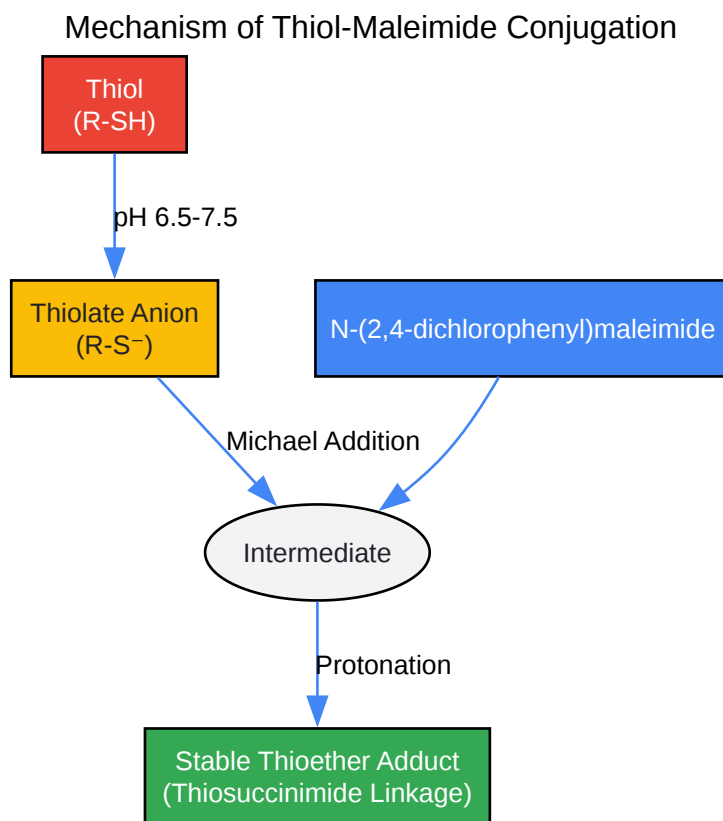 Mechanism of Thiol-Maleimide Conjugation
Thiol
(R-SH)
pH 6.5-7.5
Thiolate Anion
(R-S⁻)
N-(2,4-dichlorophenyl)maleimide
Michael Addition
Intermediate
Protonation
Stable Thioether Adduct
(Thiosuccinimide Linkage)